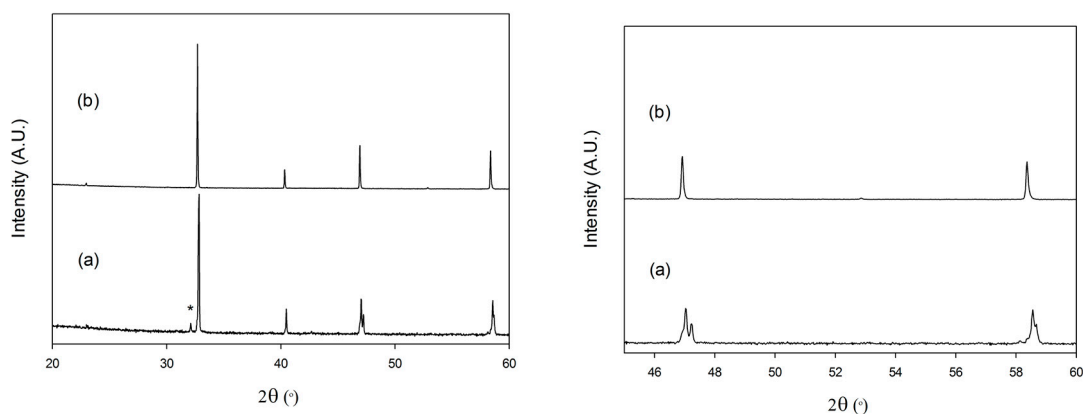 Intensity (A.U.)
(b)
(a)
*
20 30 40 50 60
2θ (°)
Intensity (A.U.)
(b)
(a)
46 48 50 52 54 56 58 60
2θ (°)